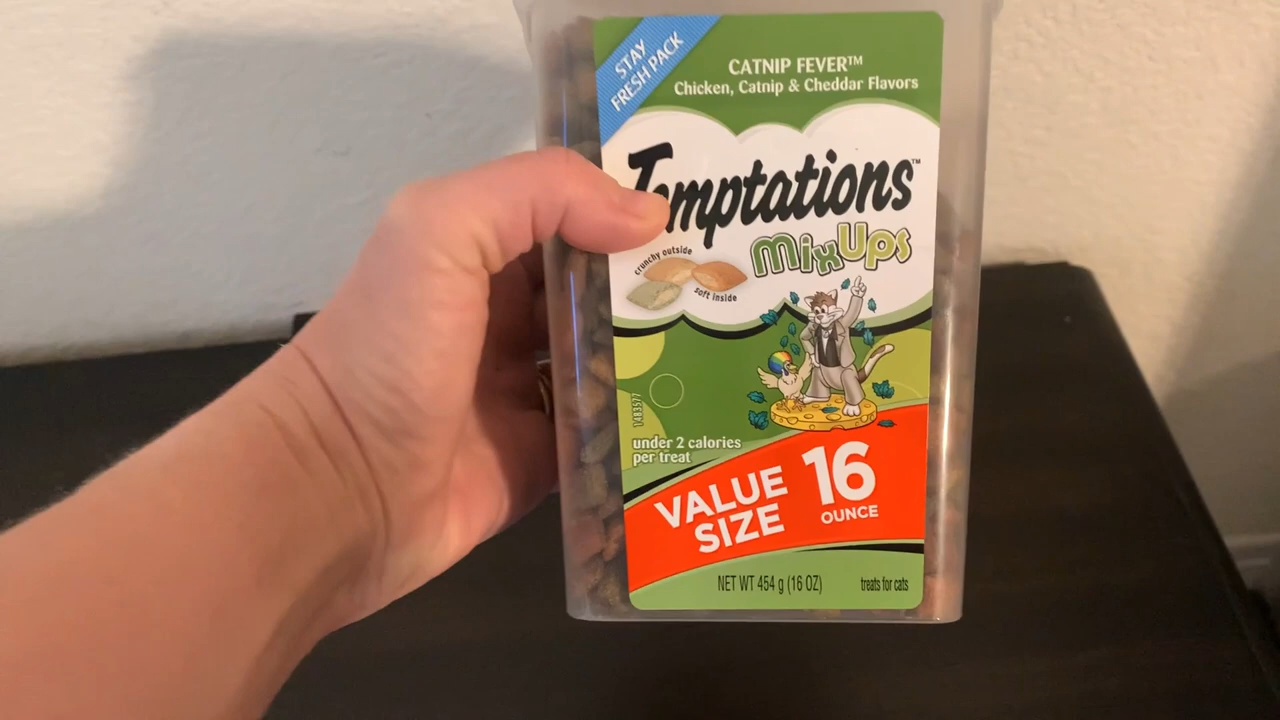 STAY
FRESH PACK
CATNIP FEVER™
Chicken, Catnip & Cheddar Flavors
Temptations™
MixUps
crunchy outside
soft inside
1483577
under 2 calories
per treat
VALUE
SIZE
16
OUNCE
NET WT 454 g (16 OZ)
treats for cats